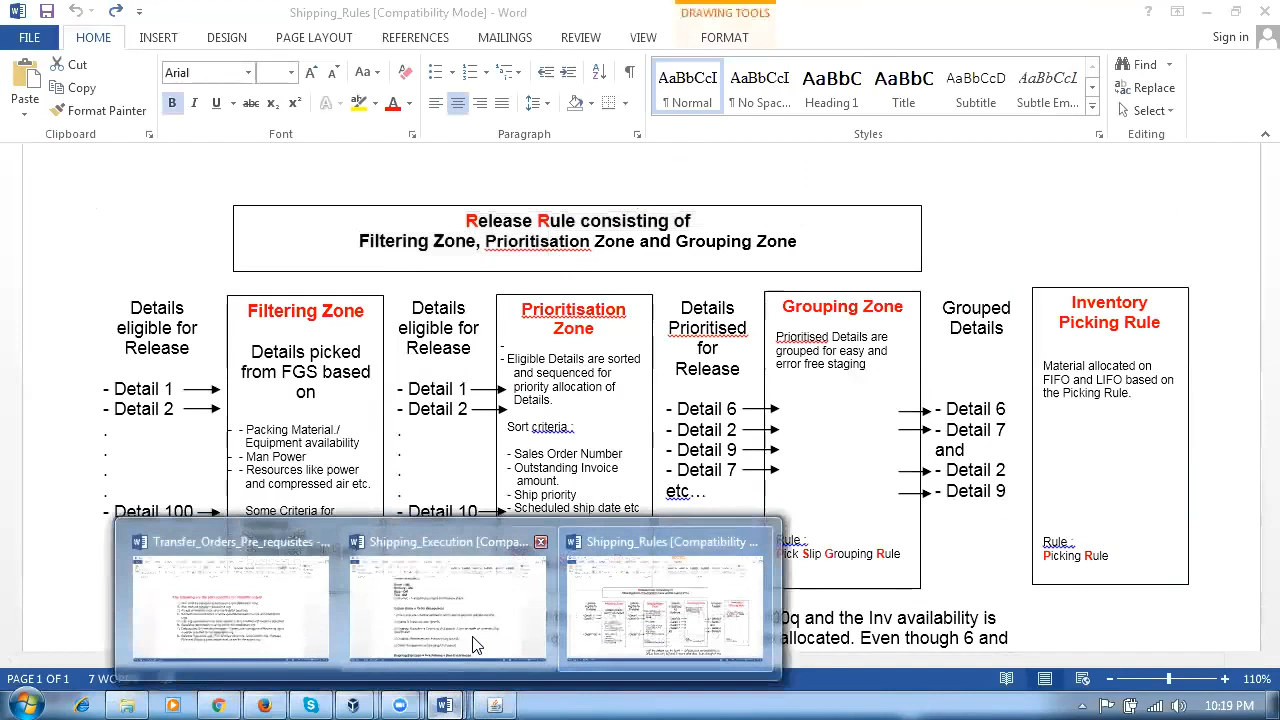 Shipping_Rules [Compatibility Mode] - Word
DRAWING TOOLS
?
FILE
HOME
INSERT
DESIGN
PAGE LAYOUT
REFERENCES
MAILINGS
REVIEW
VIEW
FORMAT
Sign in
Paste
Cut
Copy
Format Painter
Arial
Aa
B I U abc x₂ x²
A
AaBbCcI
¶ Normal
AaBbCcI
¶ No Spac...
AaBbC
Heading 1
AaBbC
Title
AaBbCcD
Subtitle
AaBbCcI
Subtle Em...
Find
Replace
Select
Clipboard
Font
Paragraph
Styles
Editing
Release Rule consisting of
Filtering Zone, Prioritisation Zone and Grouping Zone
Details
eligible for
Release
- Detail 1
- Detail 2
.
.
.
.
- Detail 100
Filtering Zone
Details picked
from FGS based
on
- Packing Material./
Equipment availability
- Man Power
- Resources like power
and compressed air etc.
Some Criteria for
Details
eligible for
Release
- Detail 1
- Detail 2
.
.
.
.
- Detail 10
Prioritisation
Zone
-
- Eligible Details are sorted
and sequenced for
priority allocation of
Details.
Sort criteria :
- Sales Order Number
- Outstanding Invoice
amount.
- Ship priority
- Scheduled ship date etc
Details
Prioritised
for
Release
- Detail 6
- Detail 2
- Detail 9
- Detail 7
etc...
Grouping Zone
Prioritised Details are
grouped for easy and
error free staging
Rule :
Pick Slip Grouping Rule
Grouped
Details
- Detail 6
- Detail 7
and
- Detail 2
- Detail 9
Inventory
Picking Rule
Material allocated on
FIFO and LIFO based on
the Picking Rule.
Rule :
Picking Rule
0q and the Inv availability is
allocated. Even though 6 and
Transfer_Orders_Pre_requisites -...
Shipping_Execution [Compa...
Shipping_Rules [Compatibility ...
PAGE 1 OF 1
7 WO
110%
10:19 PM